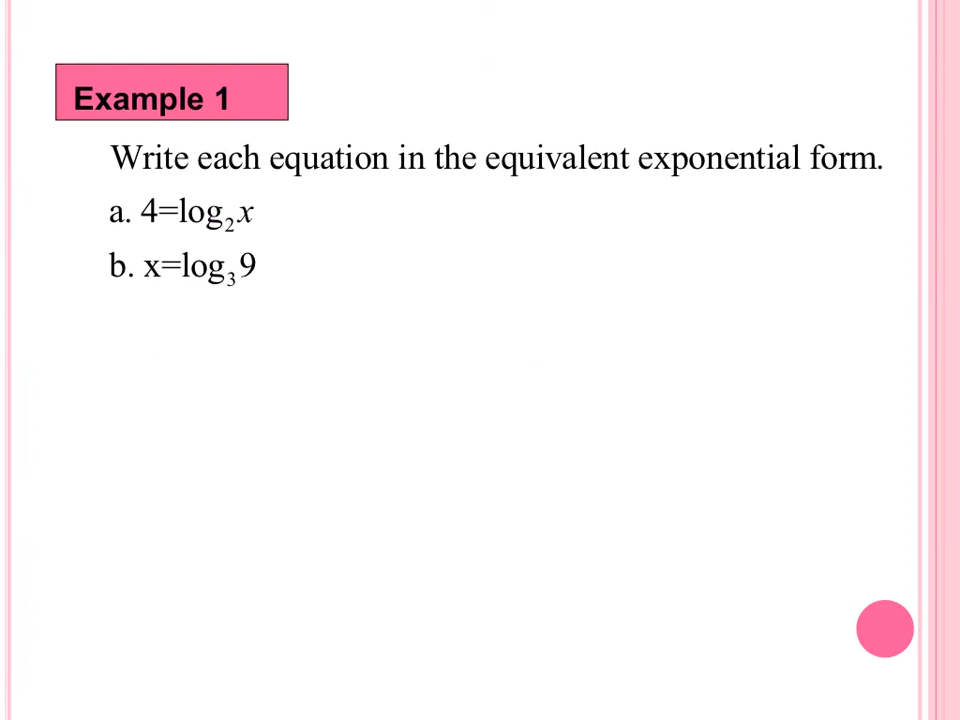 Example 1
Write each equation in the equivalent exponential form.
a. 4=log₂x
b. x=log₃9